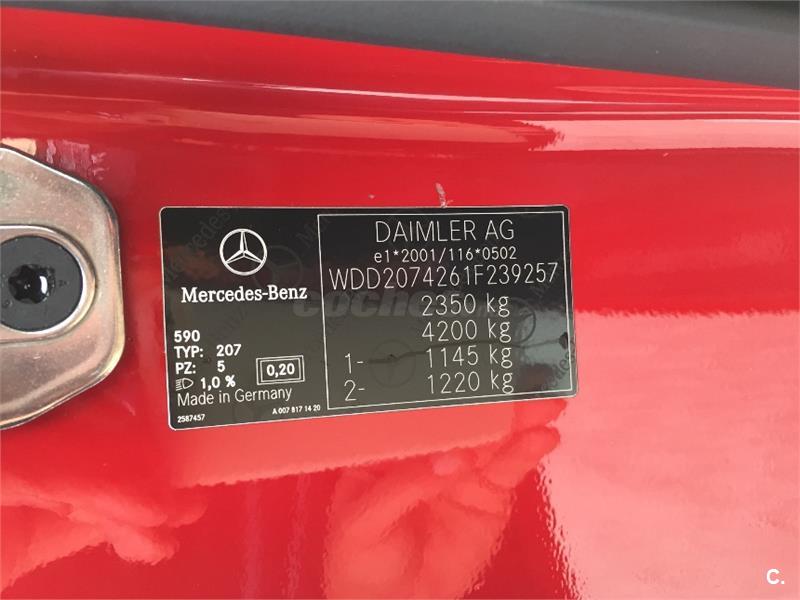 Mercedes-Benz
590
TYP: 207
PZ: 5
1,0 %
0,20
Made in Germany
2587457
A 007 817 14 20
DAIMLER AG
e1*2001/116*0502
WDD2074261F239257
2350 kg
4200 kg
1- 1145 kg
2- 1220 kg
C.